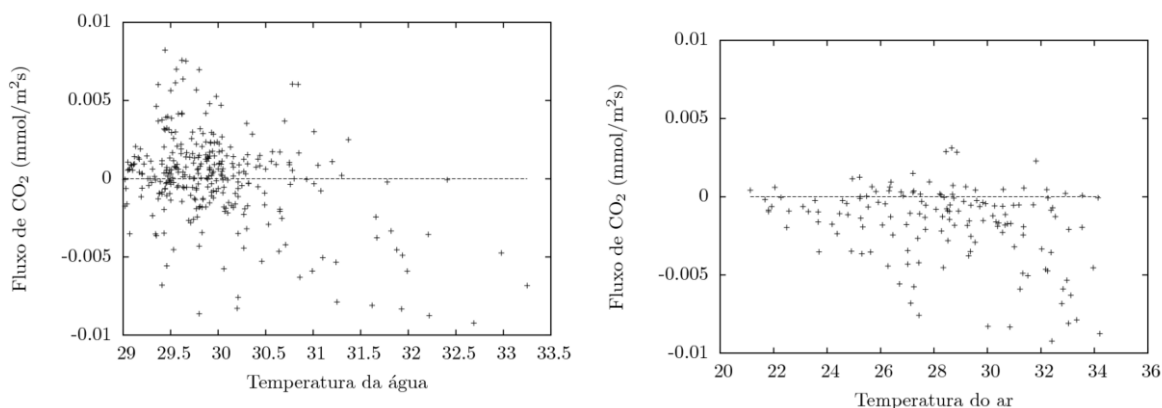 0.01
0.005
0
-0.005
-0.01
Fluxo de CO₂ (mmol/m²s)
29 29.5 30 30.5 31 31.5 32 32.5 33 33.5
Temperatura da água
0.01
0.005
0
-0.005
-0.01
Fluxo de CO₂ (mmol/m²s)
20 22 24 26 28 30 32 34 36
Temperatura do ar